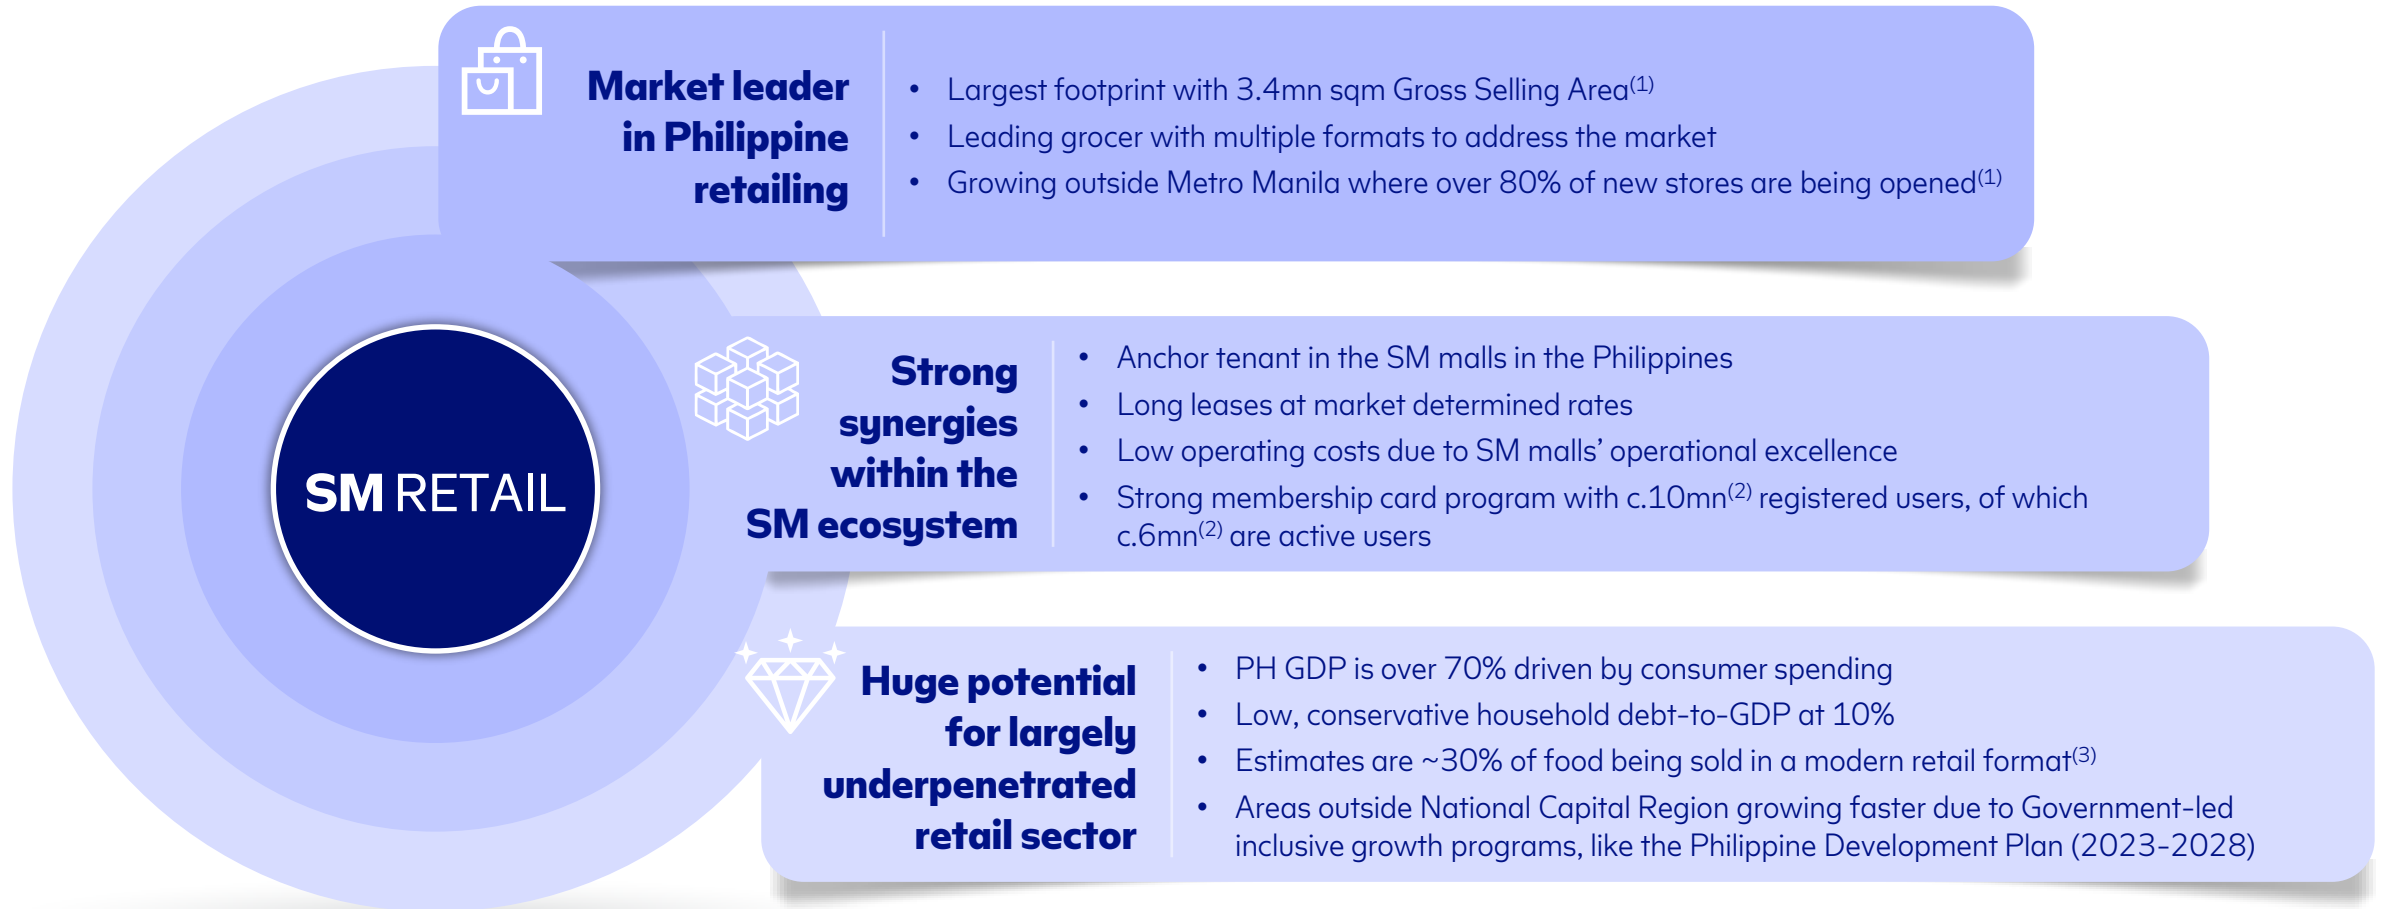 SM RETAIL
Market leader
in Philippine
retailing
• Largest footprint with 3.4mn sqm Gross Selling Area(1)
• Leading grocer with multiple formats to address the market
• Growing outside Metro Manila where over 80% of new stores are being opened(1)
Strong
synergies
within the
SM ecosystem
• Anchor tenant in the SM malls in the Philippines
• Long leases at market determined rates
• Low operating costs due to SM malls’ operational excellence
• Strong membership card program with c.10mn(2) registered users, of which
c.6mn(2) are active users
Huge potential
for largely
underpenetrated
retail sector
• PH GDP is over 70% driven by consumer spending
• Low, conservative household debt-to-GDP at 10%
• Estimates are ~30% of food being sold in a modern retail format(3)
• Areas outside National Capital Region growing faster due to Government-led
inclusive growth programs, like the Philippine Development Plan (2023-2028)